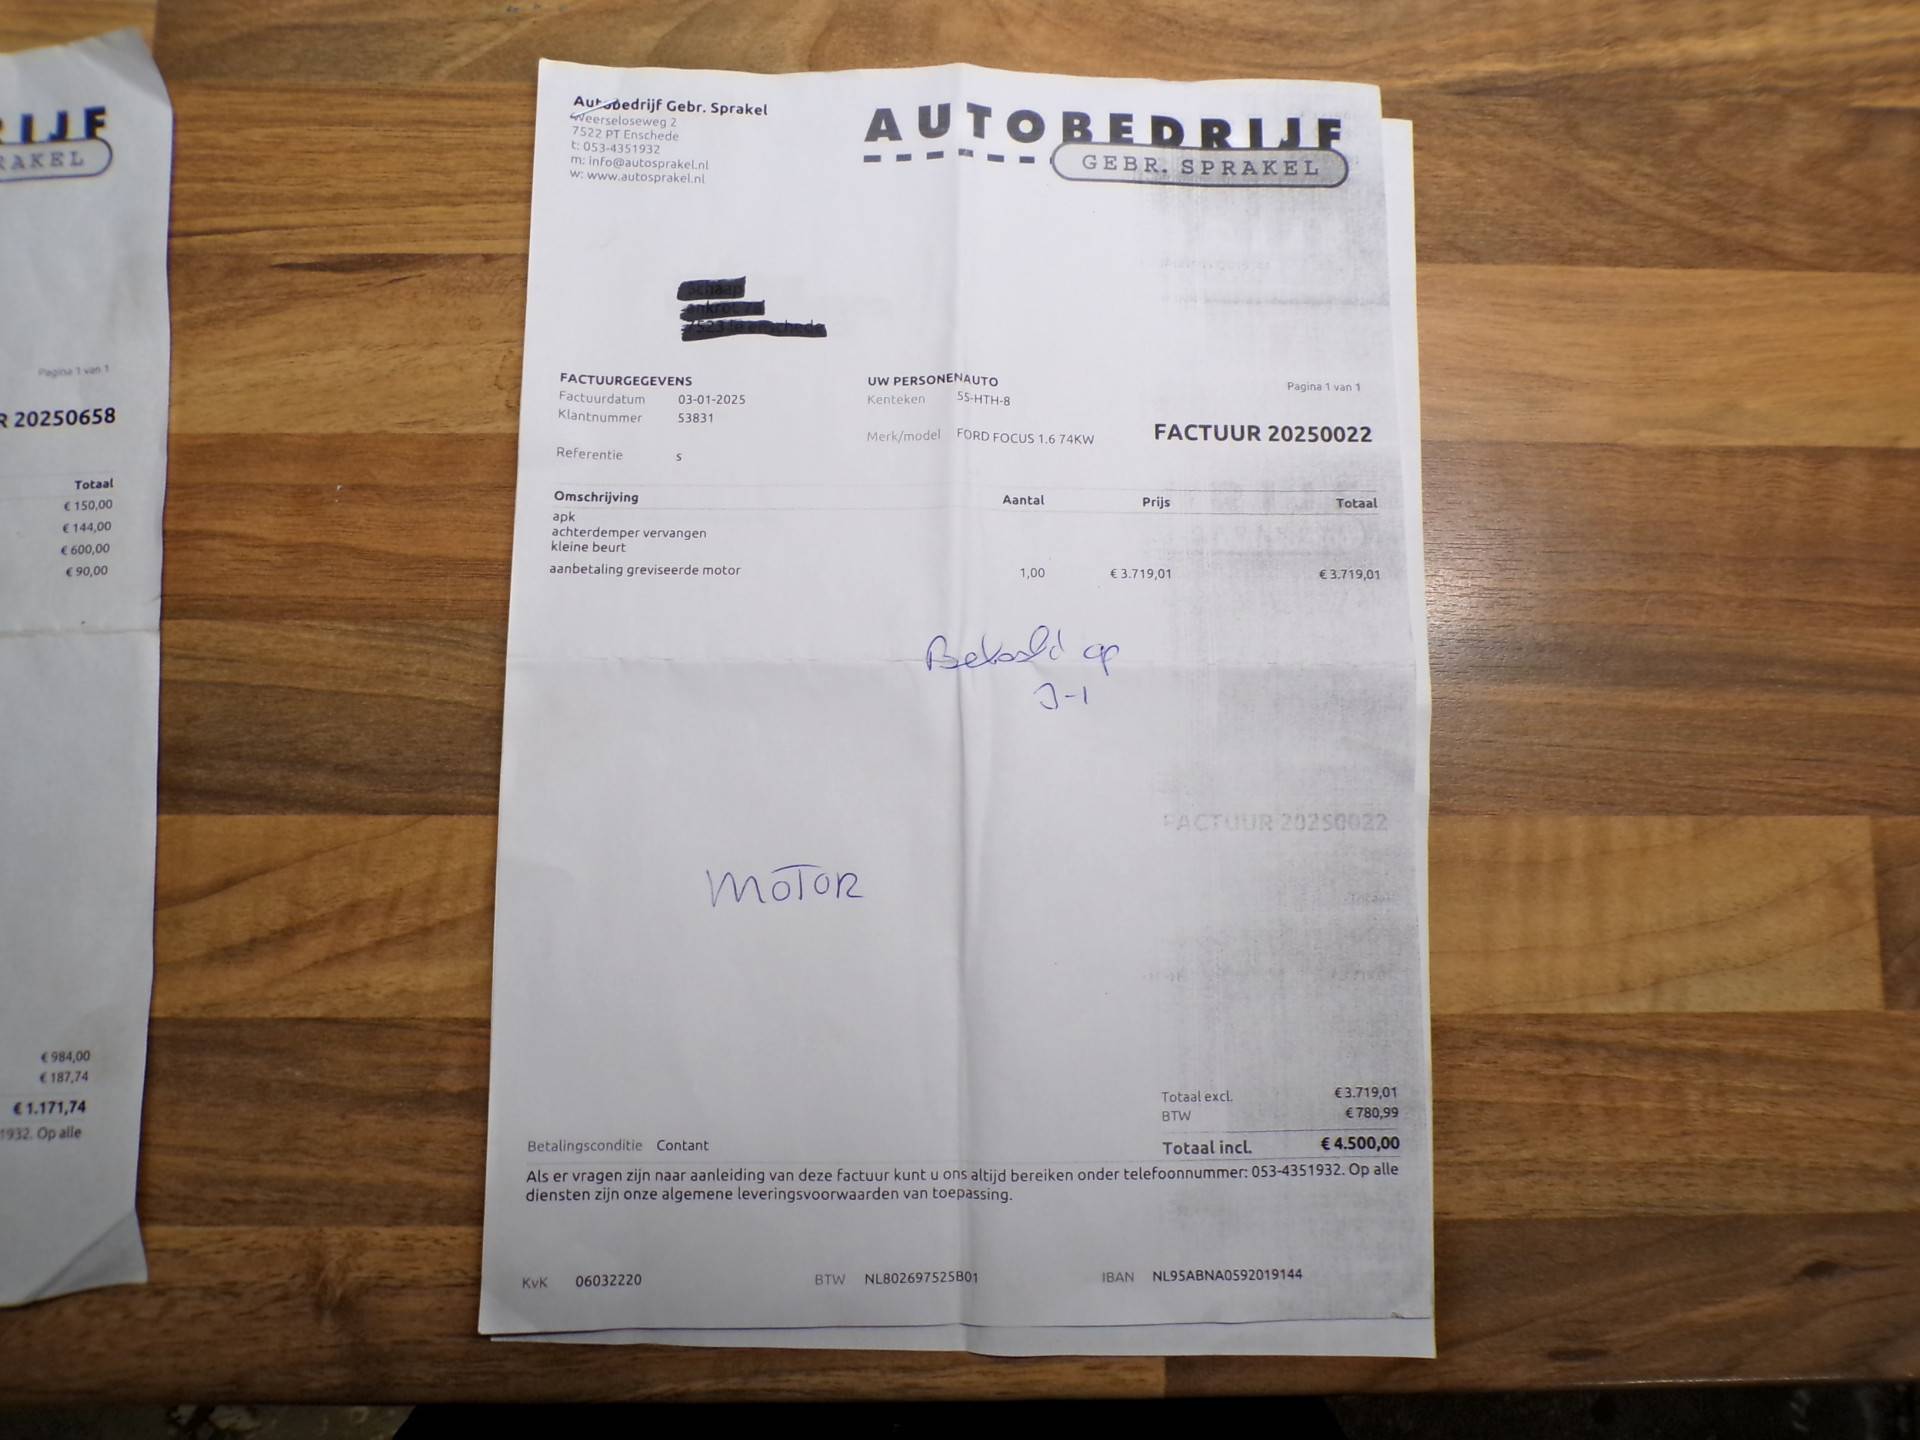 RIJF
RAKEL
Pagina 1 van 1
R 20250658
Totaal
€ 150,00
€ 144,00
€ 600,00
€ 90,00
€ 984,00
€ 187,74
€ 1.171,74
1932. Op alle
Autobedrijf Gebr. Sprakel
Weerseloseweg 2
7522 PT Enschede
t: 053-4351932
m: info@autosprakel.nl
w: www.autosprakel.nl
AUTOBEDRIJF
GEBR. SPRAKEL
FACTUURGEGEVENS
Factuurdatum 03-01-2025
Klantnummer 53831
Referentie s
UW PERSONENAUTO
Kenteken 55-HTH-8
Merk/model FORD FOCUS 1.6 74KW
Pagina 1 van 1
FACTUUR 20250022
Omschrijving Aantal Prijs Totaal
apk
achterdemper vervangen
kleine beurt
aanbetaling greviseerde motor 1,00 € 3.719,01 € 3.719,01
Betaald op
3-1
FACTUUR 20250022
MOTOR
Totaal excl. € 3.719,01
BTW € 780,99
Betalingsconditie Contant Totaal incl. € 4.500,00
Als er vragen zijn naar aanleiding van deze factuur kunt u ons altijd bereiken onder telefoonnummer: 053-4351932. Op alle
diensten zijn onze algemene leveringsvoorwaarden van toepassing.
KvK 06032220 BTW NL802697525B01 IBAN NL95ABNA0592019144